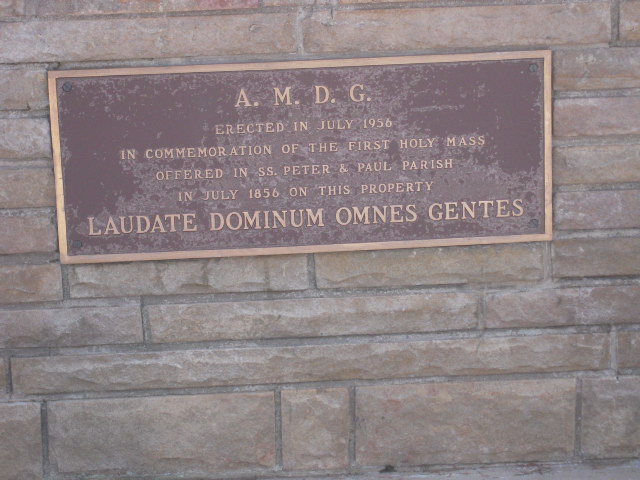 A. M. D. G.
ERECTED IN JULY 1956
IN COMMEMORATION OF THE FIRST HOLY MASS
OFFERED IN SS. PETER & PAUL PARISH
IN JULY 1856 ON THIS PROPERTY
LAUDATE DOMINUM OMNES GENTES